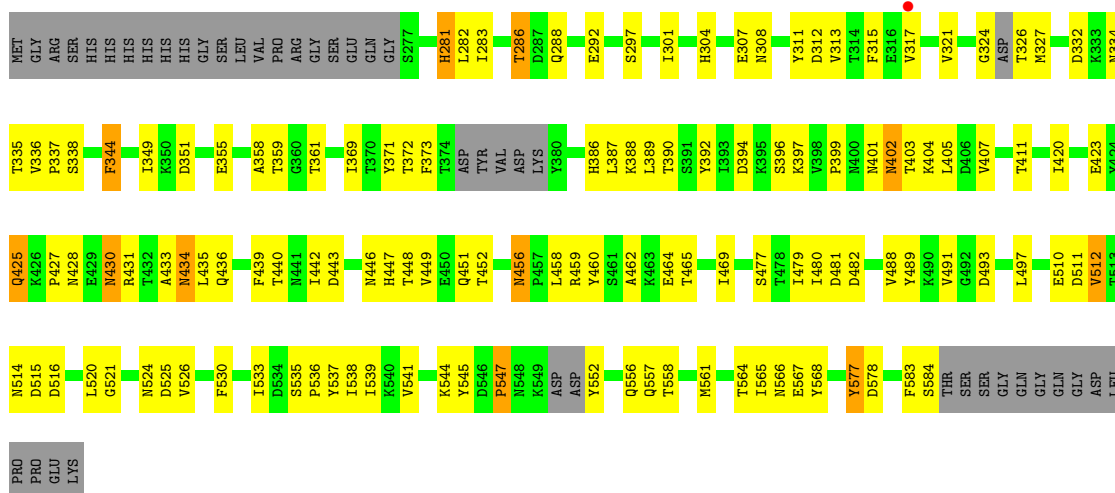 MET GLY ARG SER HIS HIS HIS HIS HIS HIS GLY SER LEU VAL PRO ARG GLY SER GLU GLN GLY S277 H281 L282 I283 T286 D287 Q288 E292 S297 I301 H304 E307 N308 Y311 D312 V313 T314 F315 E316 V317 V321 G324 ASP T326 M327 D332 K333 N334
T335 V336 P337 S338 F344 I349 K350 D351 E355 A358 T359 G360 T361 I369 T370 Y371 T372 F373 T374 ASP TYR VAL ASP LYS Y380 H386 L387 K388 L389 T390 S391 Y392 I393 D394 K395 S396 K397 V398 P399 N400 N401 N402 T403 K404 L405 D406 V407 T411 I420 E423 Y424
Q425 K426 P427 N428 E429 N430 R431 T432 A433 N434 L435 Q436 F439 T440 N441 I442 D443 N446 H447 T448 V449 E450 Q451 T452 N456 P457 L458 R459 Y460 S461 A462 K463 E464 T465 I469 S477 T478 I479 I480 D481 D482 V488 Y489 K490 V491 G492 D493 L497 E510 D511 V512 T513
N514 D515 D516 L520 G521 N524 D525 V526 F530 I533 D534 S535 P536 Y537 I538 I539 K540 V541 K544 Y545 D546 P547 N548 K549 ASP ASP Y552 Q556 Q557 T558 M561 T564 I565 N566 E567 Y568 Y577 D578 F583 S584 THR SER SER GLY GLN GLY GLN GLY ASP LEU
PRO PRO GLU LYS